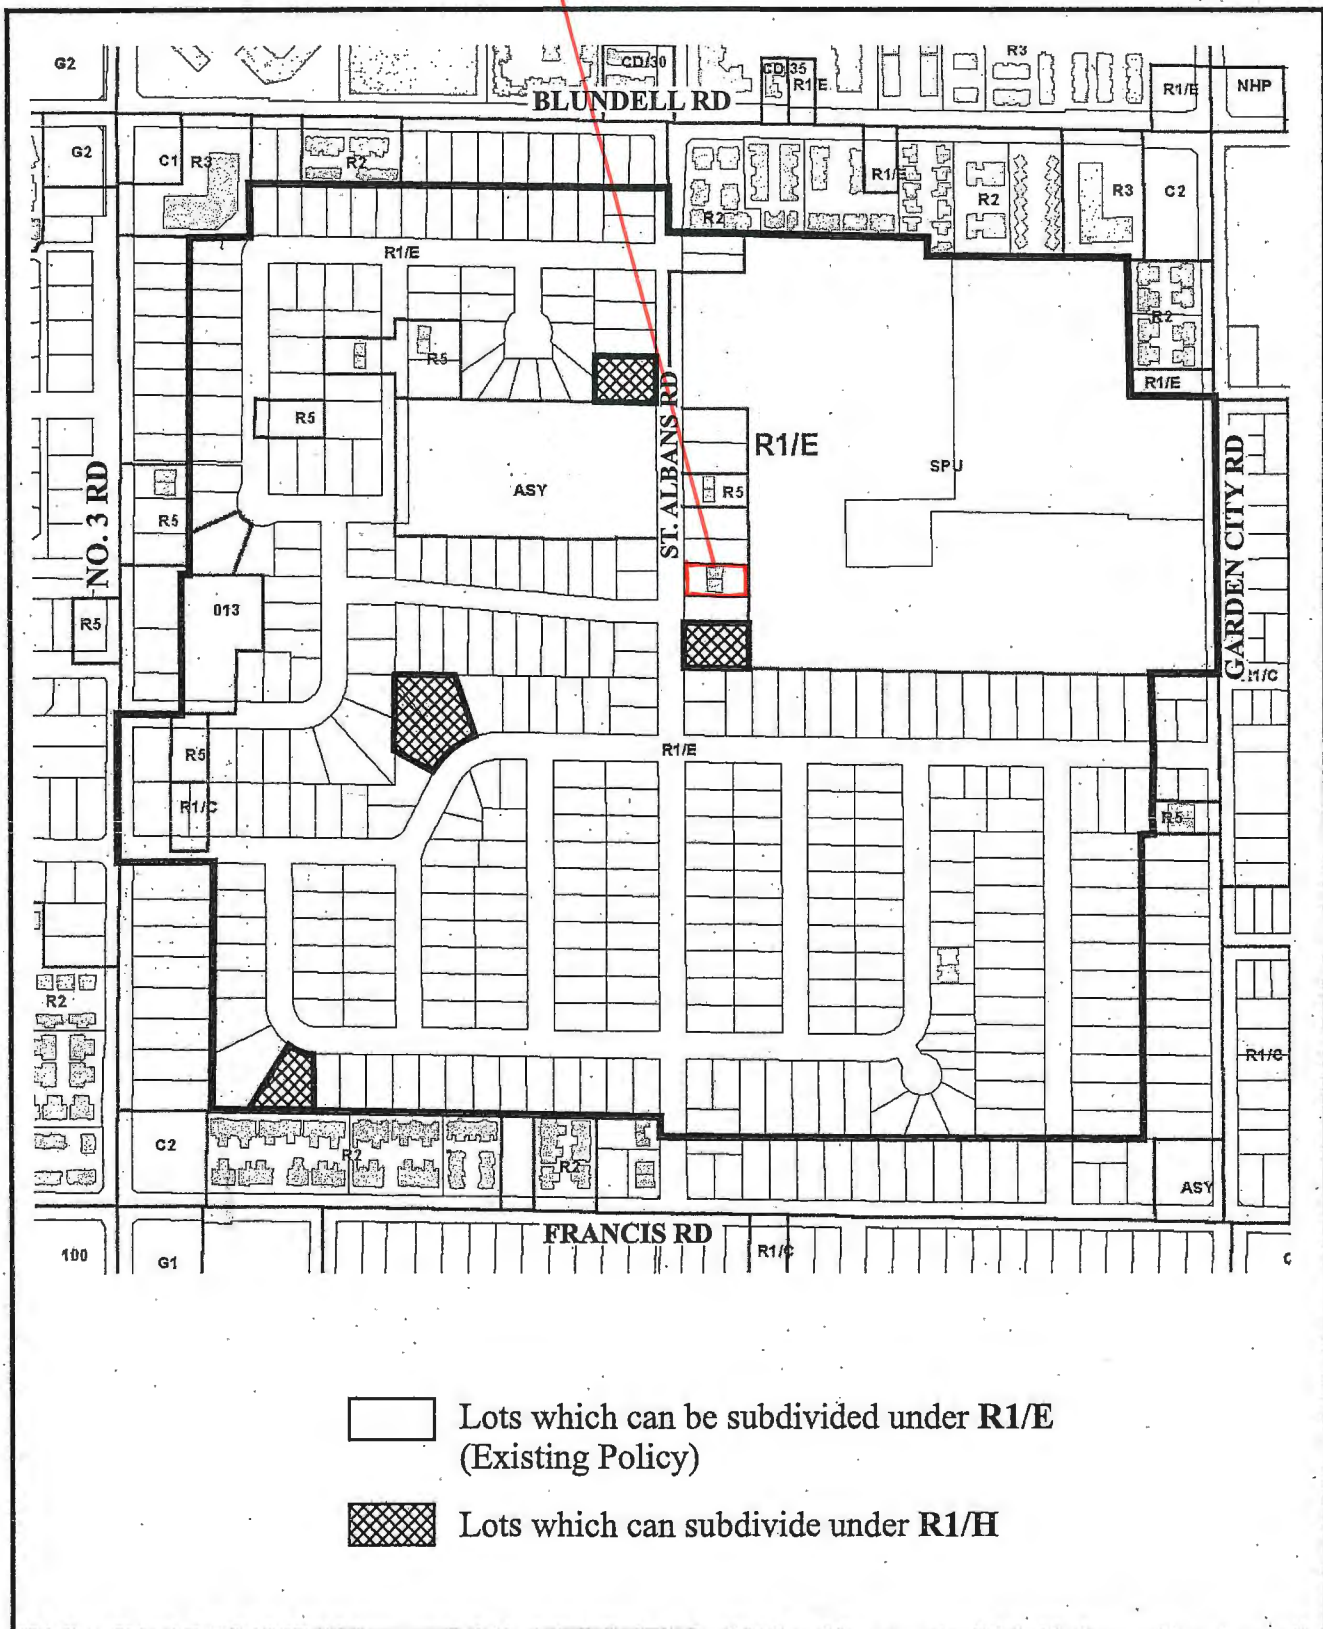 G2
CD/30
R3
CD/35
R1/E
R1/E
NHP
BLUNDELL RD
G2
C1
R3
R2
R1/E
R2
R2
R3
C2
R1/E
R2
R5
R1/E
R5
ST. ALBANS RD
R1/E
NO. 3 RD
ASY
SPU
GARDEN CITY RD
R5
R5
013
R5
R1/C
R1/E
R5
R1/C
R5
R2
R1/C
C2
R2
R2
ASY
FRANCIS RD
100
G1
R1/C
Lots which can be subdivided under R1/E
(Existing Policy)
Lots which can subdivide under R1/H